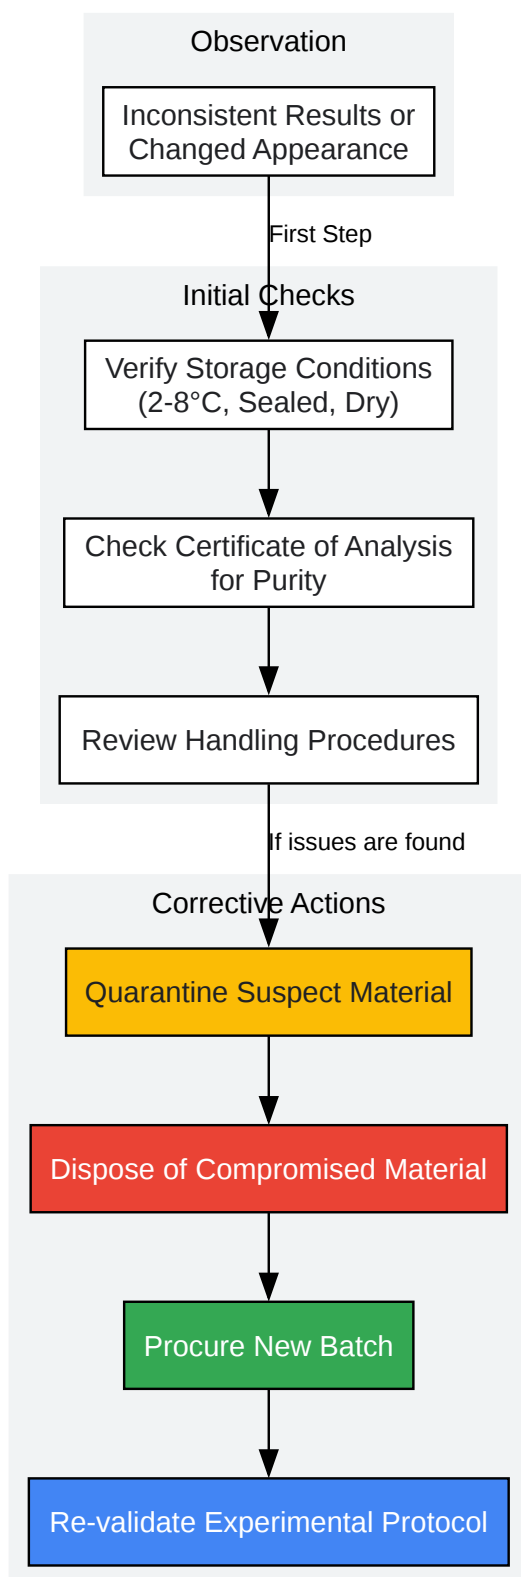 Observation
Inconsistent Results or
Changed Appearance
First Step
Initial Checks
Verify Storage Conditions
(2-8°C, Sealed, Dry)
Check Certificate of Analysis
for Purity
Review Handling Procedures
If issues are found
Corrective Actions
Quarantine Suspect Material
Dispose of Compromised Material
Procure New Batch
Re-validate Experimental Protocol